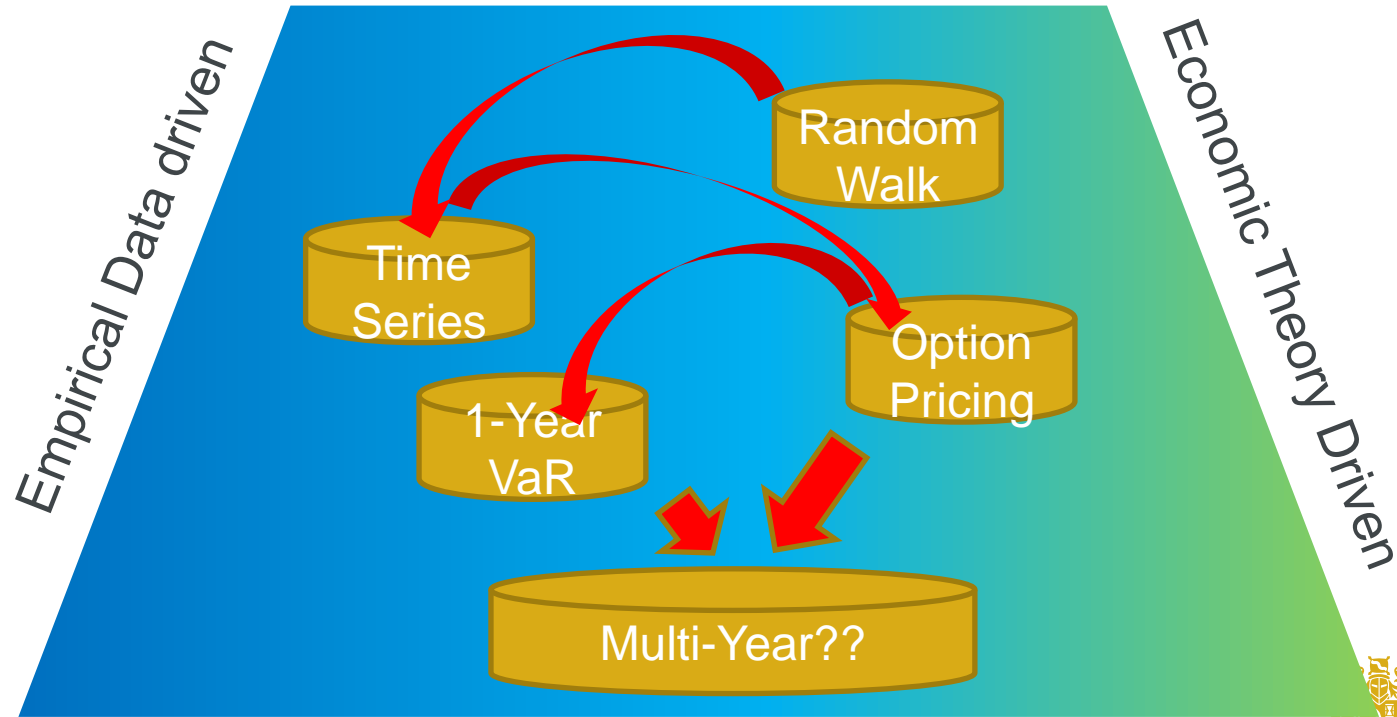 Empirical Data driven
Economic Theory Driven
Random
Walk
Time
Series
Option
Pricing
1-Year
VaR
Multi-Year??